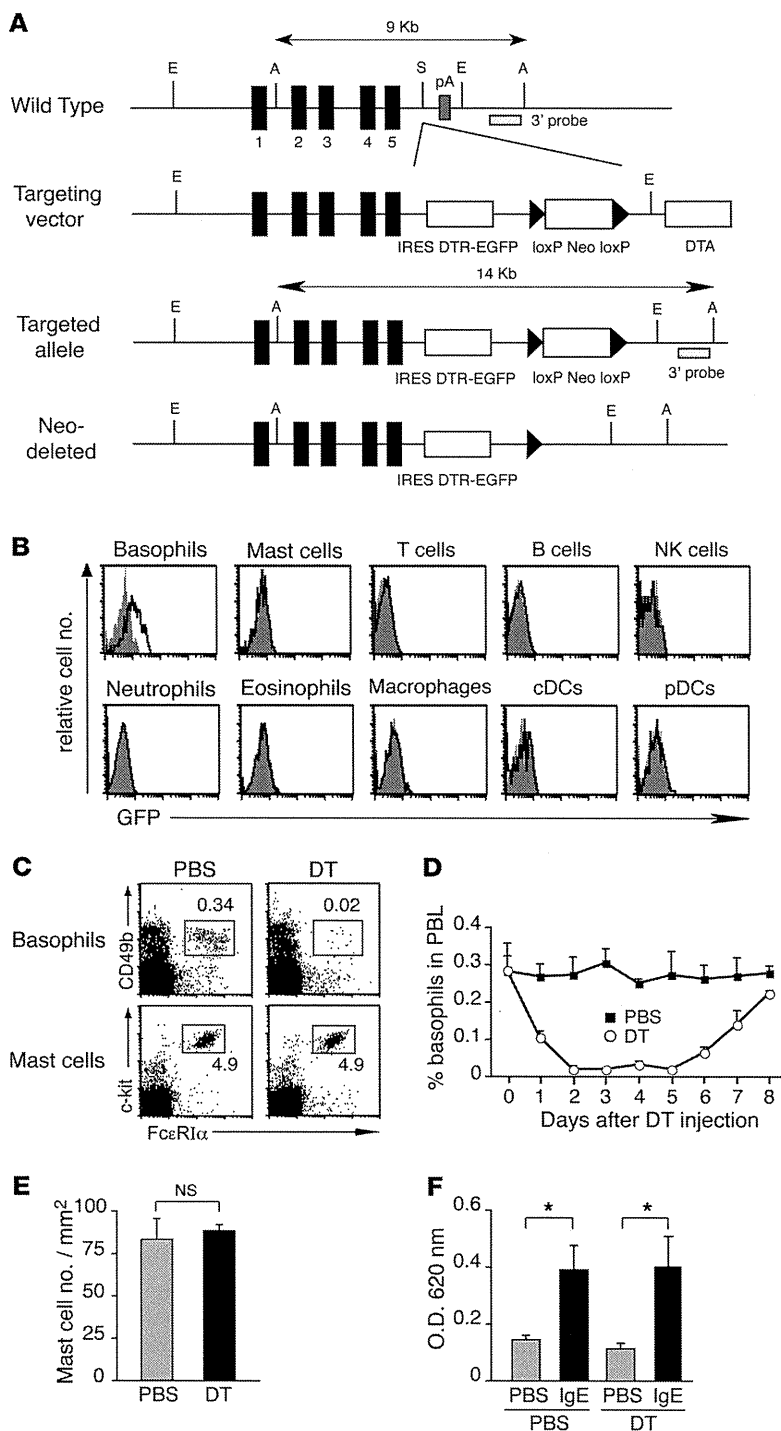 A
9 Kb
E A S E A
pA
Wild Type
3' probe
1 2 3 4 5
Targeting
vector
E E
IRES DTR-EGFP loxP Neo loxP DTA
14 Kb
Targeted
allele
E A E A
IRES DTR-EGFP loxP Neo loxP 3' probe
Neo-
deleted
E A E A
IRES DTR-EGFP
B
relative cell no.
Basophils Mast cells T cells B cells NK cells
Neutrophils Eosinophils Macrophages cDCs pDCs
GFP
C
PBS DT
Basophils
CD49b
0.34 0.02
Mast cells
c-kit
4.9 4.9
FcεRIα
D
% basophils in PBL
0.4
0.3
0.2
0.1
0
PBS
DT
0 1 2 3 4 5 6 7 8
Days after DT injection
E
Mast cell no. / mm²
100
75
50
25
0
NS
PBS DT
F
O.D. 620 nm
0.6
0.4
0.2
0
* *
PBS IgE PBS IgE
PBS DT